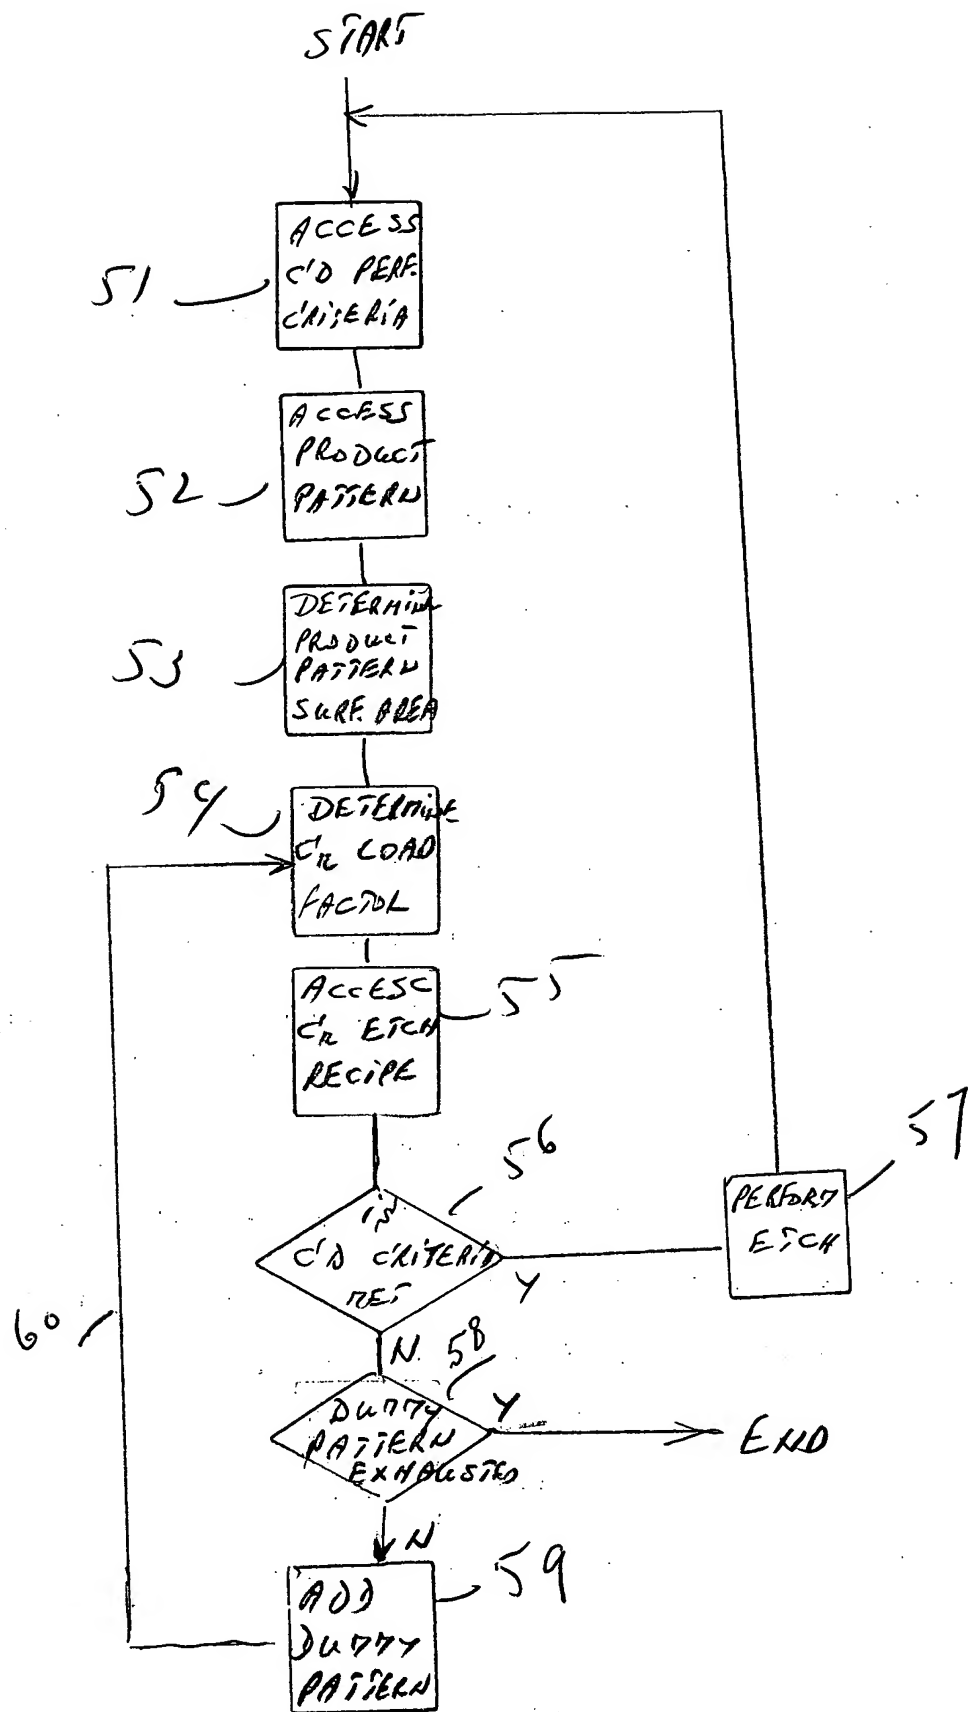 START
51
ACCESS
CD PERF.
CRITERIA
52
ACCESS
PRODUCT
PATTERN
53
DETERMINE
PRODUCT
PATTERN
SURF. AREA
54
DETERMINE
Cr LOAD
FACTOR
ACCESS
Cr ETCH
RECIPE
55
56
is
CD CRITERIA
MET
Y
PERFORM
ETCH
57
N
58
DUMMY
PATTERN
EXHAUSTED
Y
END
N
59
ADD
DUMMY
PATTERN
60